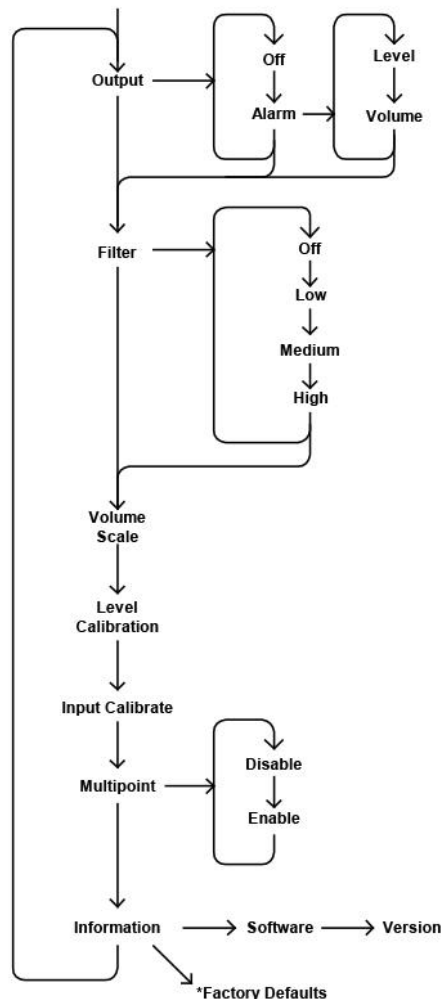 Output
Off
Alarm
Level
Volume
Filter
Off
Low
Medium
High
Volume
Scale
Level
Calibration
Input Calibrate
Multipoint
Disable
Enable
Information
Software
Version
*Factory Defaults